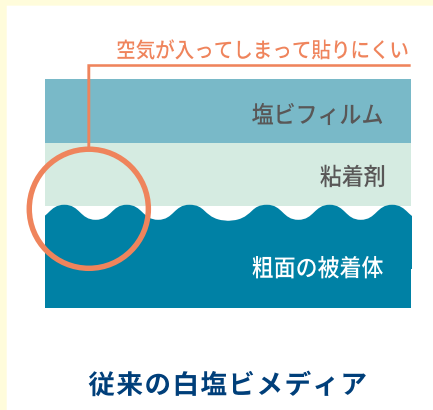 空気が入ってしまって貼りにくい
塩ビフィルム
粘着剤
粗面の被着体
従来の白塩ビメディア